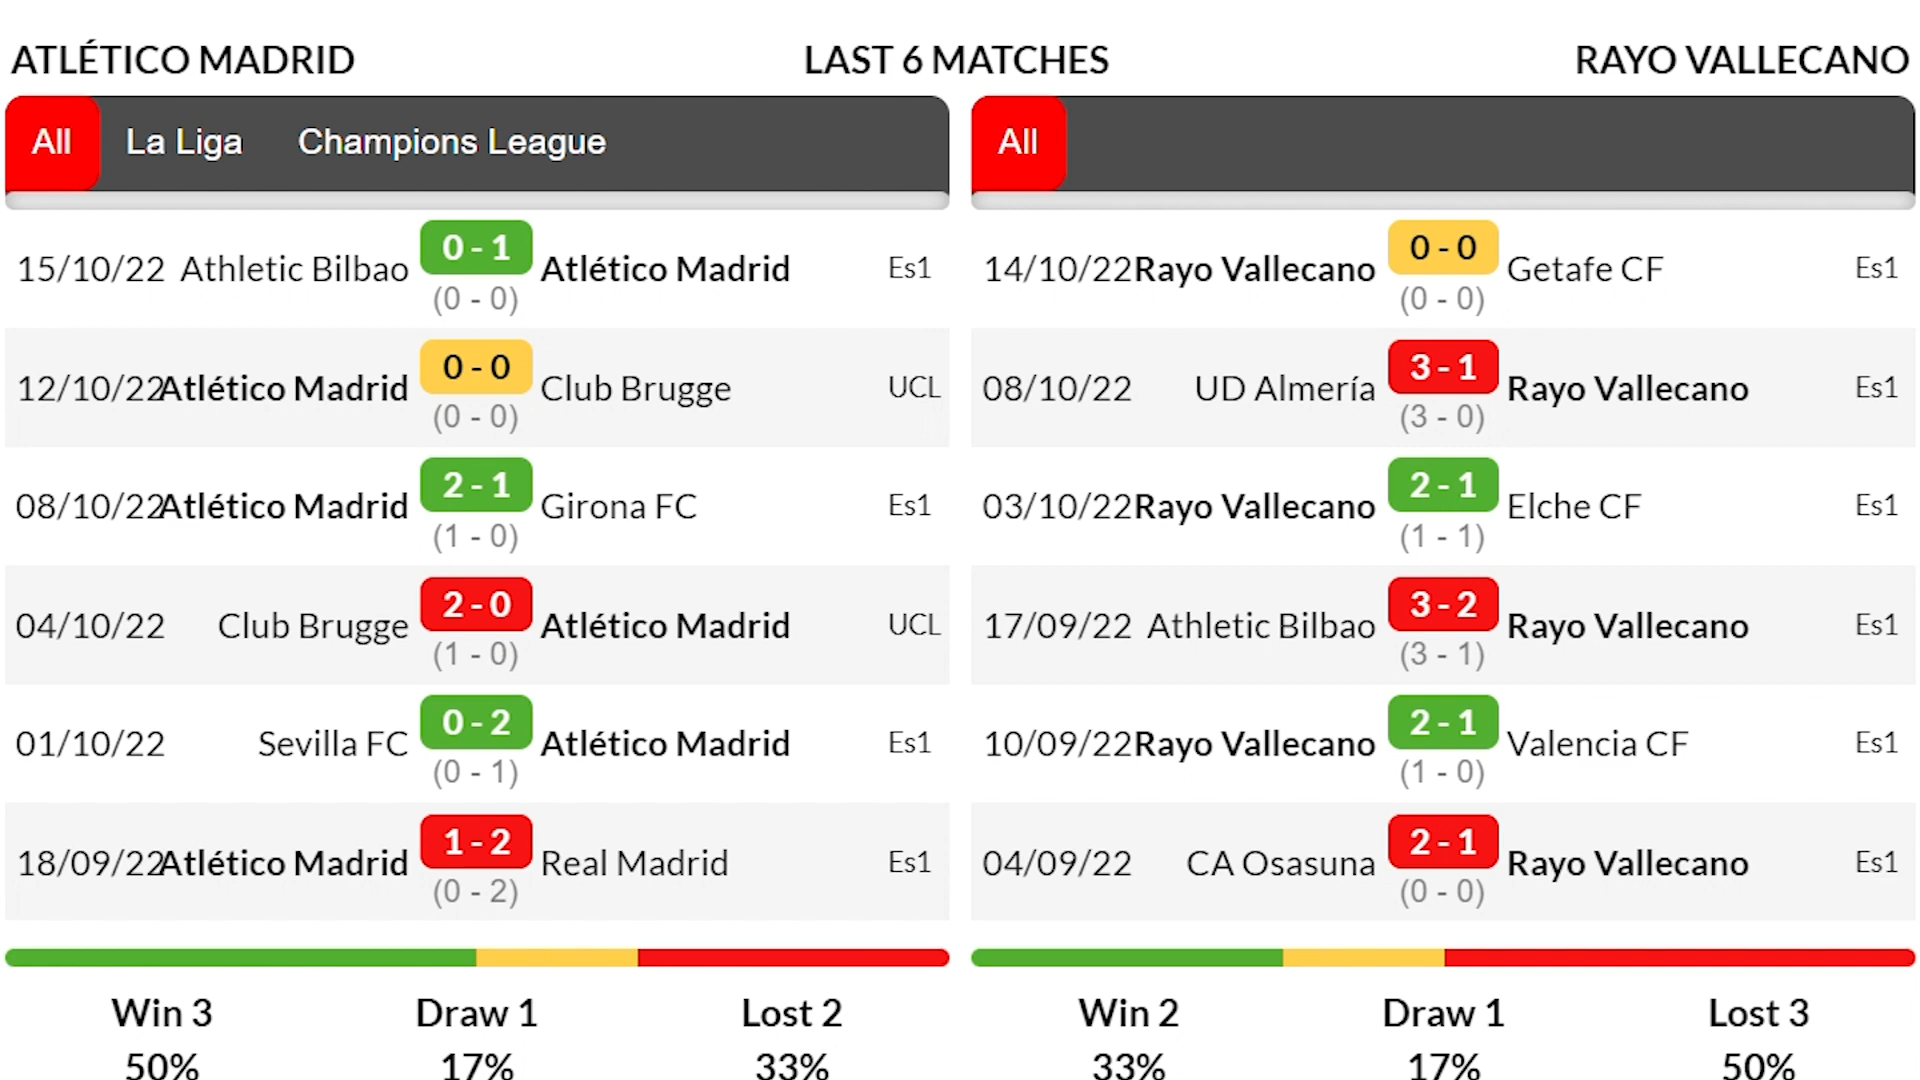 ATLÉTICO MADRID LAST 6 MATCHES RAYO VALLECANO
All La Liga Champions League
15/10/22 Athletic Bilbao 0 - 1 Atlético Madrid Es1
(0 - 0)
12/10/22 Atlético Madrid 0 - 0 Club Brugge UCL
(0 - 0)
08/10/22 Atlético Madrid 2 - 1 Girona FC Es1
(1 - 0)
04/10/22 Club Brugge 2 - 0 Atlético Madrid UCL
(1 - 0)
01/10/22 Sevilla FC 0 - 2 Atlético Madrid Es1
(0 - 1)
18/09/22 Atlético Madrid 1 - 2 Real Madrid Es1
(0 - 2)
Win 3 Draw 1 Lost 2
50% 17% 33%
All
14/10/22 Rayo Vallecano 0 - 0 Getafe CF Es1
(0 - 0)
08/10/22 UD Almería 3 - 1 Rayo Vallecano Es1
(3 - 0)
03/10/22 Rayo Vallecano 2 - 1 Elche CF Es1
(1 - 1)
17/09/22 Athletic Bilbao 3 - 2 Rayo Vallecano Es1
(3 - 1)
10/09/22 Rayo Vallecano 2 - 1 Valencia CF Es1
(1 - 0)
04/09/22 CA Osasuna 2 - 1 Rayo Vallecano Es1
(0 - 0)
Win 2 Draw 1 Lost 3
33% 17% 50%